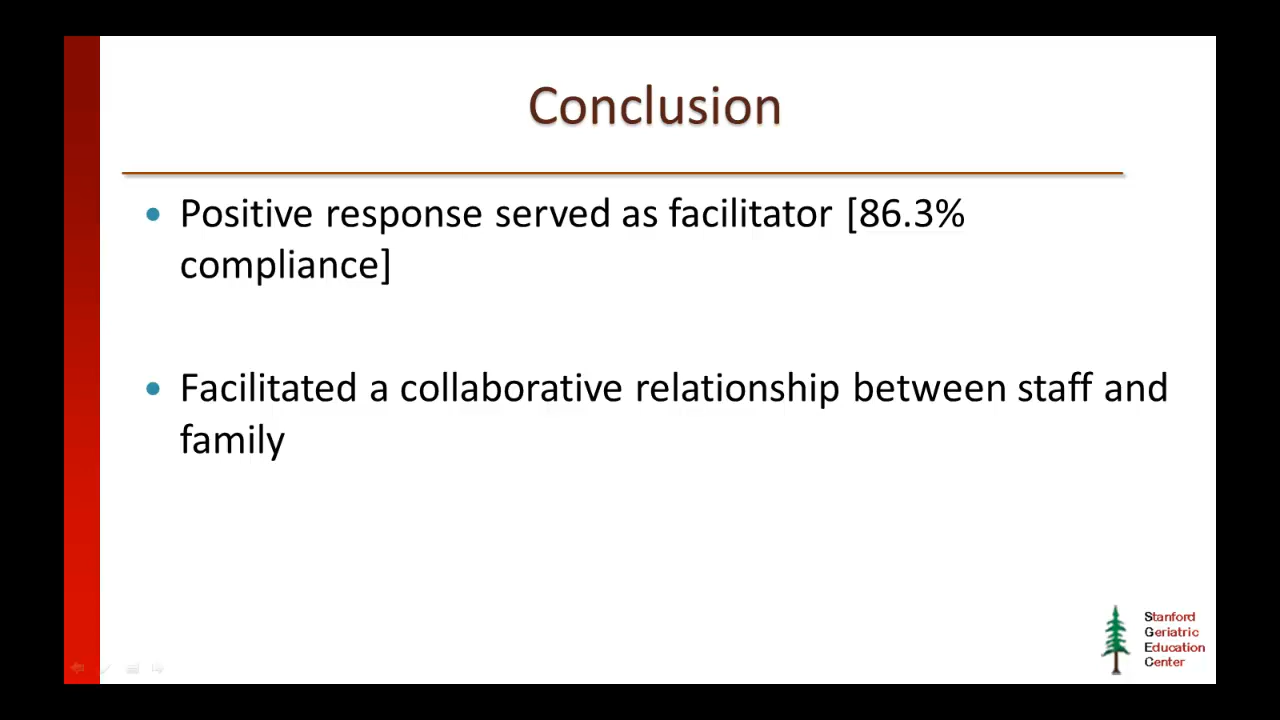 Conclusion
• Positive response served as facilitator [86.3%
compliance]
• Facilitated a collaborative relationship between staff and
family
Stanford
Geriatric
Education
Center